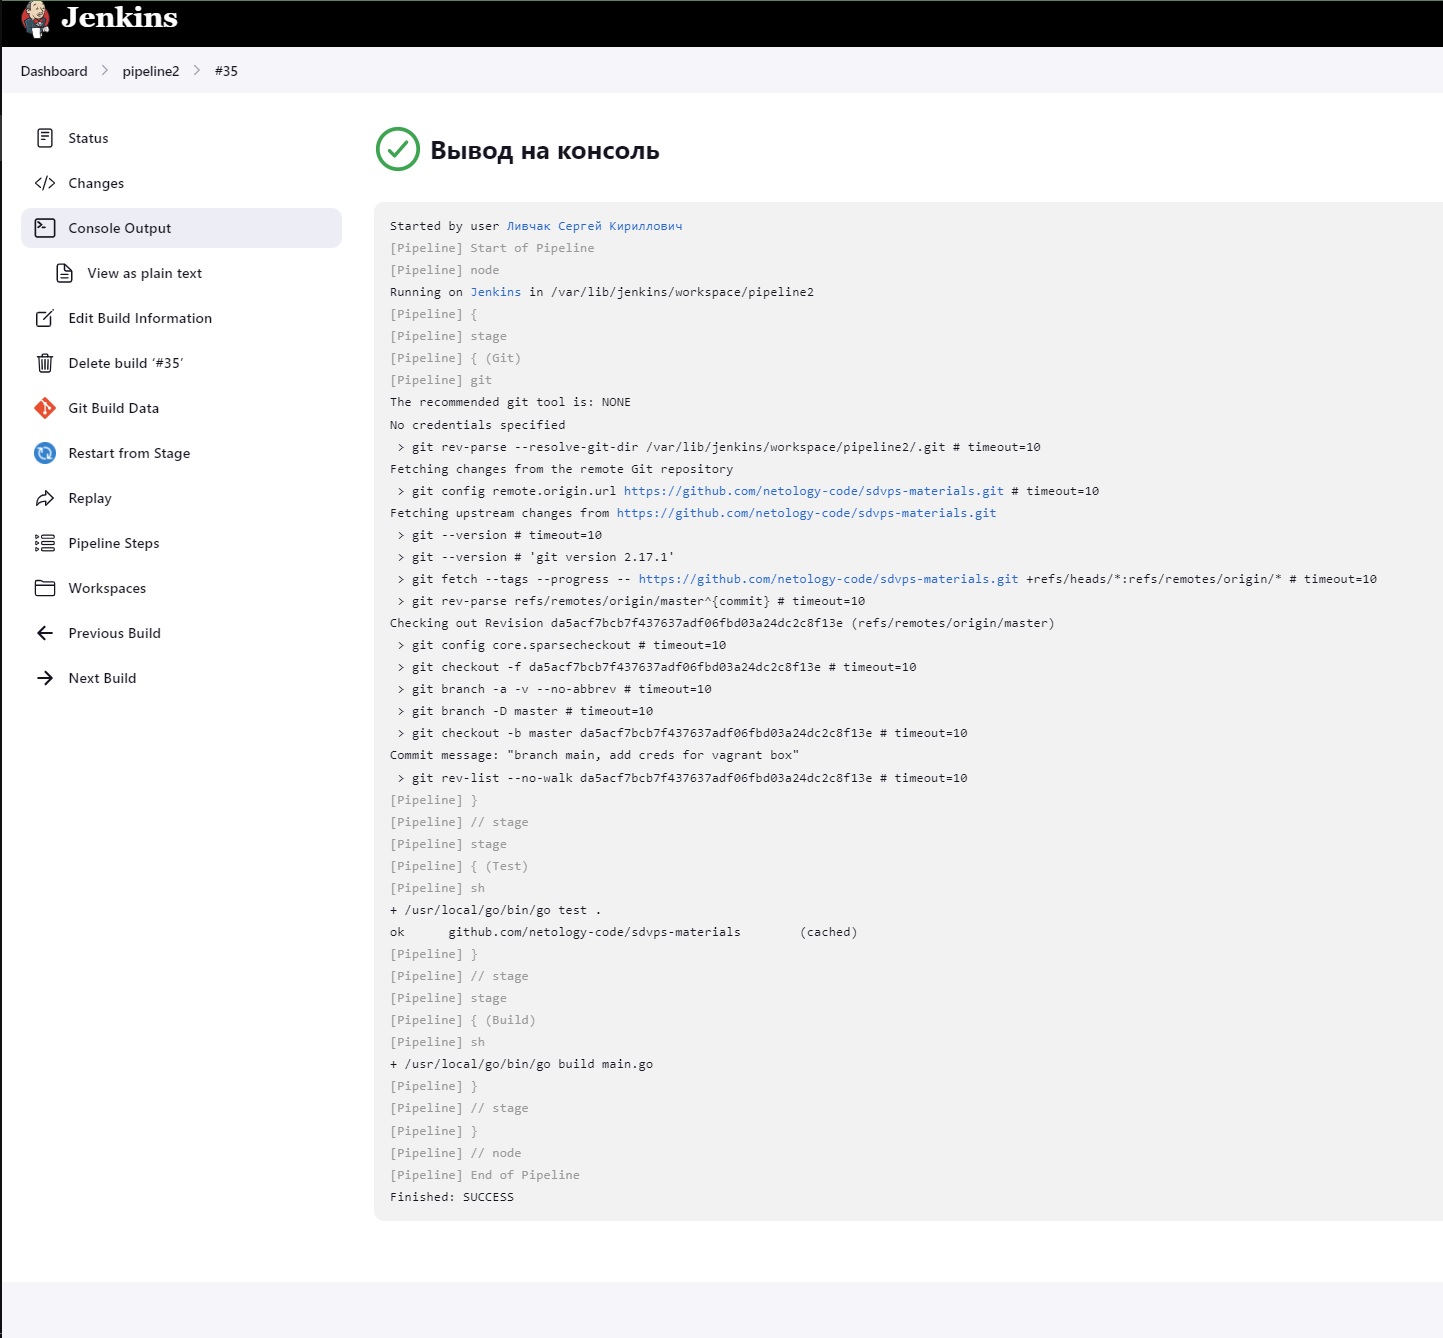 Jenkins
Dashboard
pipeline2
#35
Status
Changes
Console Output
View as plain text
Edit Build Information
Delete build ‘#35’
Git Build Data
Restart from Stage
Replay
Pipeline Steps
Workspaces
Previous Build
Next Build
Вывод на консоль
Started by user Ливчак Сергей Кириллович
[Pipeline] Start of Pipeline
[Pipeline] node
Running on Jenkins in /var/lib/jenkins/workspace/pipeline2
[Pipeline] {
[Pipeline] stage
[Pipeline] { (Git)
[Pipeline] git
The recommended git tool is: NONE
No credentials specified
> git rev-parse --resolve-git-dir /var/lib/jenkins/workspace/pipeline2/.git # timeout=10
Fetching changes from the remote Git repository
> git config remote.origin.url https://github.com/netology-code/sdvps-materials.git # timeout=10
Fetching upstream changes from https://github.com/netology-code/sdvps-materials.git
> git --version # timeout=10
> git --version # 'git version 2.17.1'
> git fetch --tags --progress -- https://github.com/netology-code/sdvps-materials.git +refs/heads/*:refs/remotes/origin/* # timeout=10
> git rev-parse refs/remotes/origin/master^{commit} # timeout=10
Checking out Revision da5acf7bcb7f437637adf06fbd03a24dc2c8f13e (refs/remotes/origin/master)
> git config core.sparsecheckout # timeout=10
> git checkout -f da5acf7bcb7f437637adf06fbd03a24dc2c8f13e # timeout=10
> git branch -a -v --no-abbrev # timeout=10
> git branch -D master # timeout=10
> git checkout -b master da5acf7bcb7f437637adf06fbd03a24dc2c8f13e # timeout=10
Commit message: "branch main, add creds for vagrant box"
> git rev-list --no-walk da5acf7bcb7f437637adf06fbd03a24dc2c8f13e # timeout=10
[Pipeline] }
[Pipeline] // stage
[Pipeline] stage
[Pipeline] { (Test)
[Pipeline] sh
+ /usr/local/go/bin/go test .
ok github.com/netology-code/sdvps-materials (cached)
[Pipeline] }
[Pipeline] // stage
[Pipeline] stage
[Pipeline] { (Build)
[Pipeline] sh
+ /usr/local/go/bin/go build main.go
[Pipeline] }
[Pipeline] // stage
[Pipeline] }
[Pipeline] // node
[Pipeline] End of Pipeline
Finished: SUCCESS